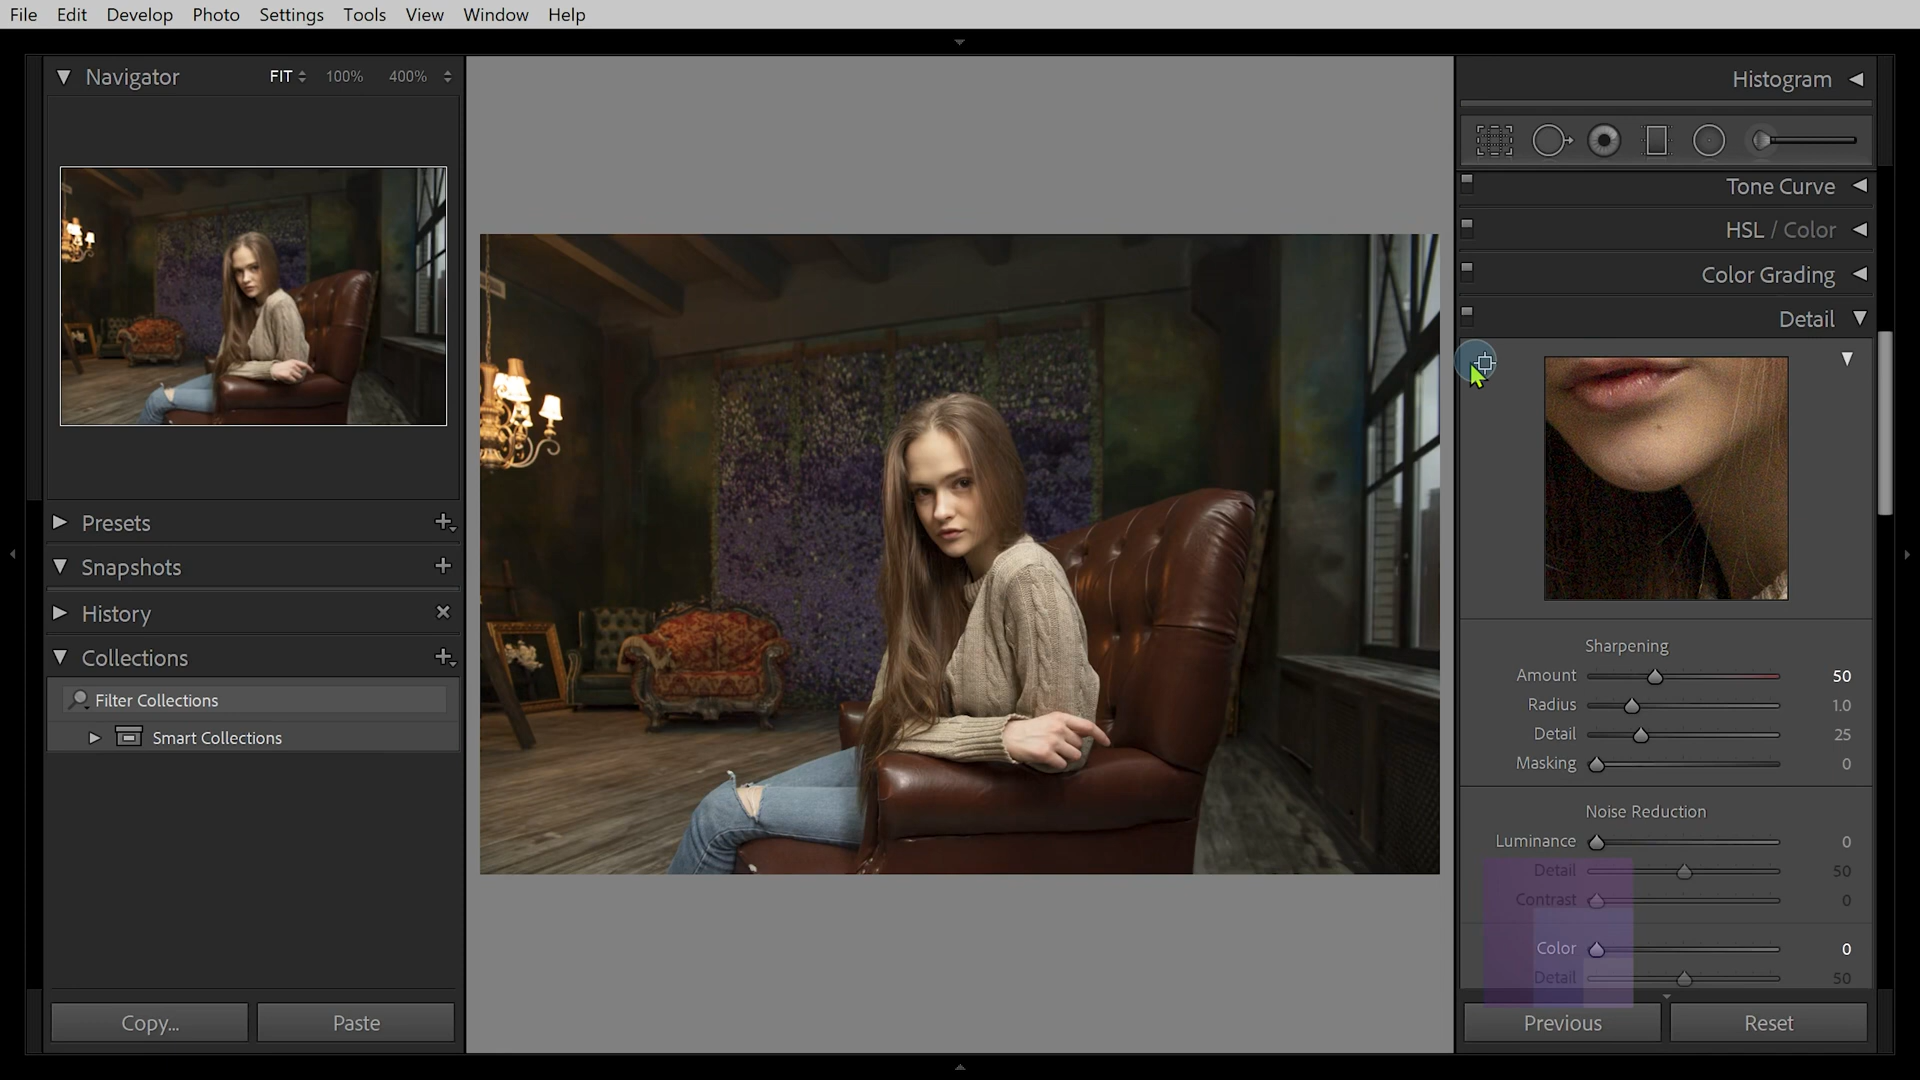 File Edit Develop Photo Settings Tools View Window Help
Navigator FIT 100% 400%
Histogram
Tone Curve
HSL / Color
Color Grading
Detail
Presets
Snapshots
History
Collections
Filter Collections
Smart Collections
Copy... Paste
Sharpening
Amount 50
Radius 1.0
Detail 25
Masking 0
Noise Reduction
Luminance 0
Detail 50
Contrast 0
Color 0
Detail 50
Previous Reset